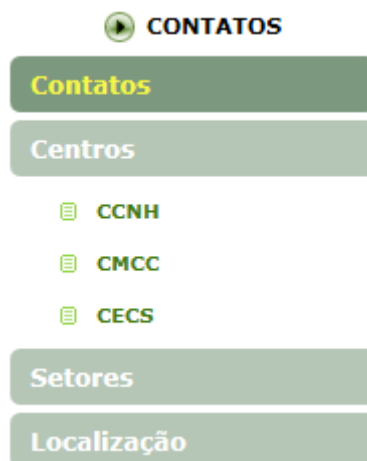 CONTATOS
Contatos
Centros
CCNH
CMCC
CECS
Setores
Localização